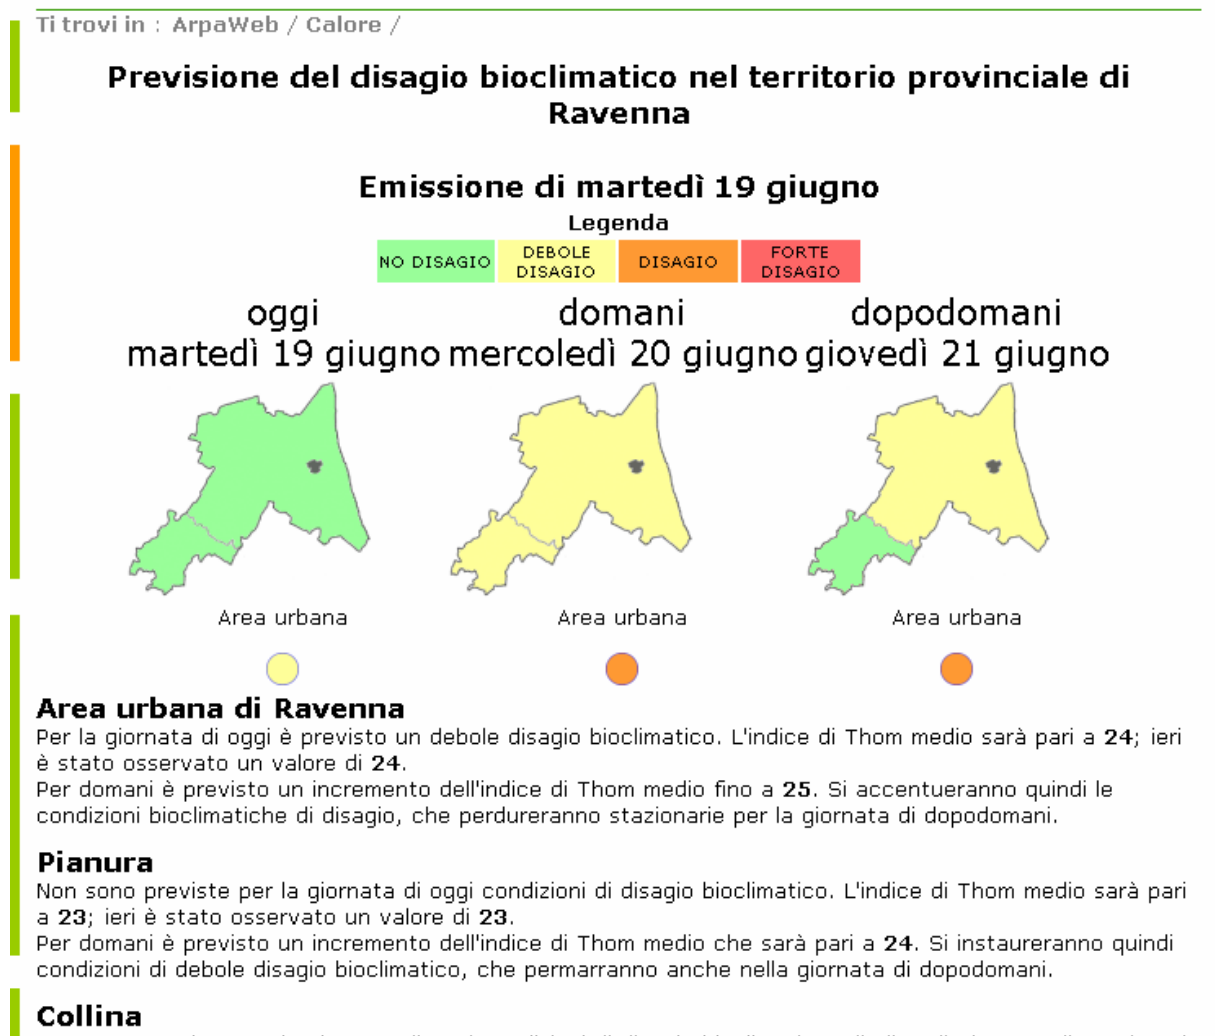 Ti trovi in : ArpaWeb / Calore /
Previsione del disagio bioclimatico nel territorio provinciale di
Ravenna
Emissione di martedì 19 giugno
Legenda
NO DISAGIO
DEBOLE
DISAGIO
DISAGIO
FORTE
DISAGIO
oggi
martedì 19 giugno
domani
mercoledì 20 giugno
dopodomani
giovedì 21 giugno
Area urbana
Area urbana
Area urbana
Area urbana di Ravenna
Per la giornata di oggi è previsto un debole disagio bioclimatico. L'indice di Thom medio sarà pari a 24; ieri
è stato osservato un valore di 24.
Per domani è previsto un incremento dell'indice di Thom medio fino a 25. Si accentueranno quindi le
condizioni bioclimatiche di disagio, che perdureranno stazionarie per la giornata di dopodomani.
Pianura
Non sono previste per la giornata di oggi condizioni di disagio bioclimatico. L'indice di Thom medio sarà pari
a 23; ieri è stato osservato un valore di 23.
Per domani è previsto un incremento dell'indice di Thom medio che sarà pari a 24. Si instaureranno quindi
condizioni di debole disagio bioclimatico, che permarranno anche nella giornata di dopodomani.
Collina